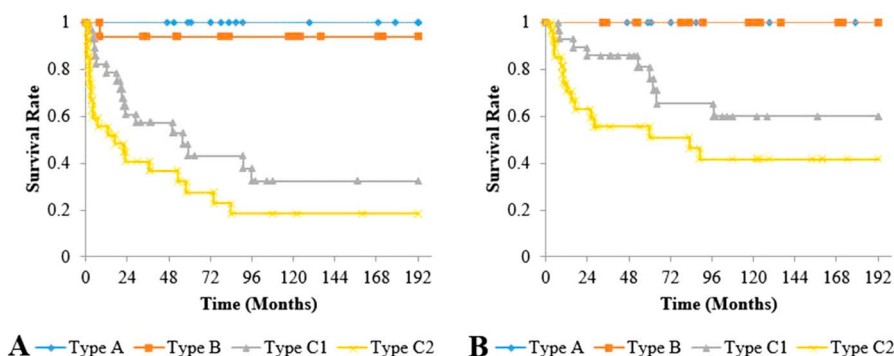 1
0.8
0.6
0.4
0.2
0
Survival Rate
0 24 48 72 96 120 144 168 192
Time (Months)
A Type A Type B Type C1 Type C2
1
0.8
0.6
0.4
0.2
0
Survival Rate
0 24 48 72 96 120 144 168 192
Time (Months)
B Type A Type B Type C1 Type C2